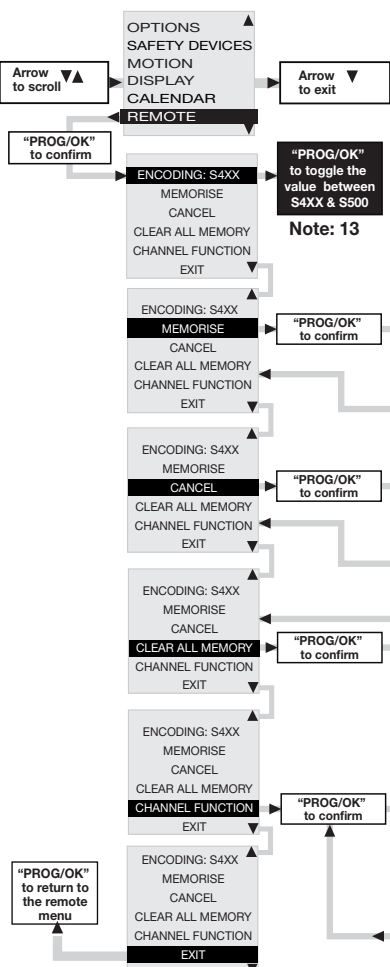 OPTIONS
SAFETY DEVICES
MOTION
DISPLAY
CALENDAR
REMOTE
Arrow
to scroll
Arrow
to exit
“PROG/OK”
to confirm
ENCODING: S4XX
MEMORISE
CANCEL
CLEAR ALL MEMORY
CHANNEL FUNCTION
EXIT
“PROG/OK”
to toggle the
value between
S4XX & S500
Note: 13
ENCODING: S4XX
MEMORISE
CANCEL
CLEAR ALL MEMORY
CHANNEL FUNCTION
EXIT
“PROG/OK”
to confirm
ENCODING: S4XX
MEMORISE
CANCEL
CLEAR ALL MEMORY
CHANNEL FUNCTION
EXIT
“PROG/OK”
to confirm
ENCODING: S4XX
MEMORISE
CANCEL
CLEAR ALL MEMORY
CHANNEL FUNCTION
EXIT
“PROG/OK”
to confirm
ENCODING: S4XX
MEMORISE
CANCEL
CLEAR ALL MEMORY
CHANNEL FUNCTION
EXIT
“PROG/OK”
to confirm
ENCODING: S4XX
MEMORISE
CANCEL
CLEAR ALL MEMORY
CHANNEL FUNCTION
EXIT
“PROG/OK”
to return to
the remote
menu